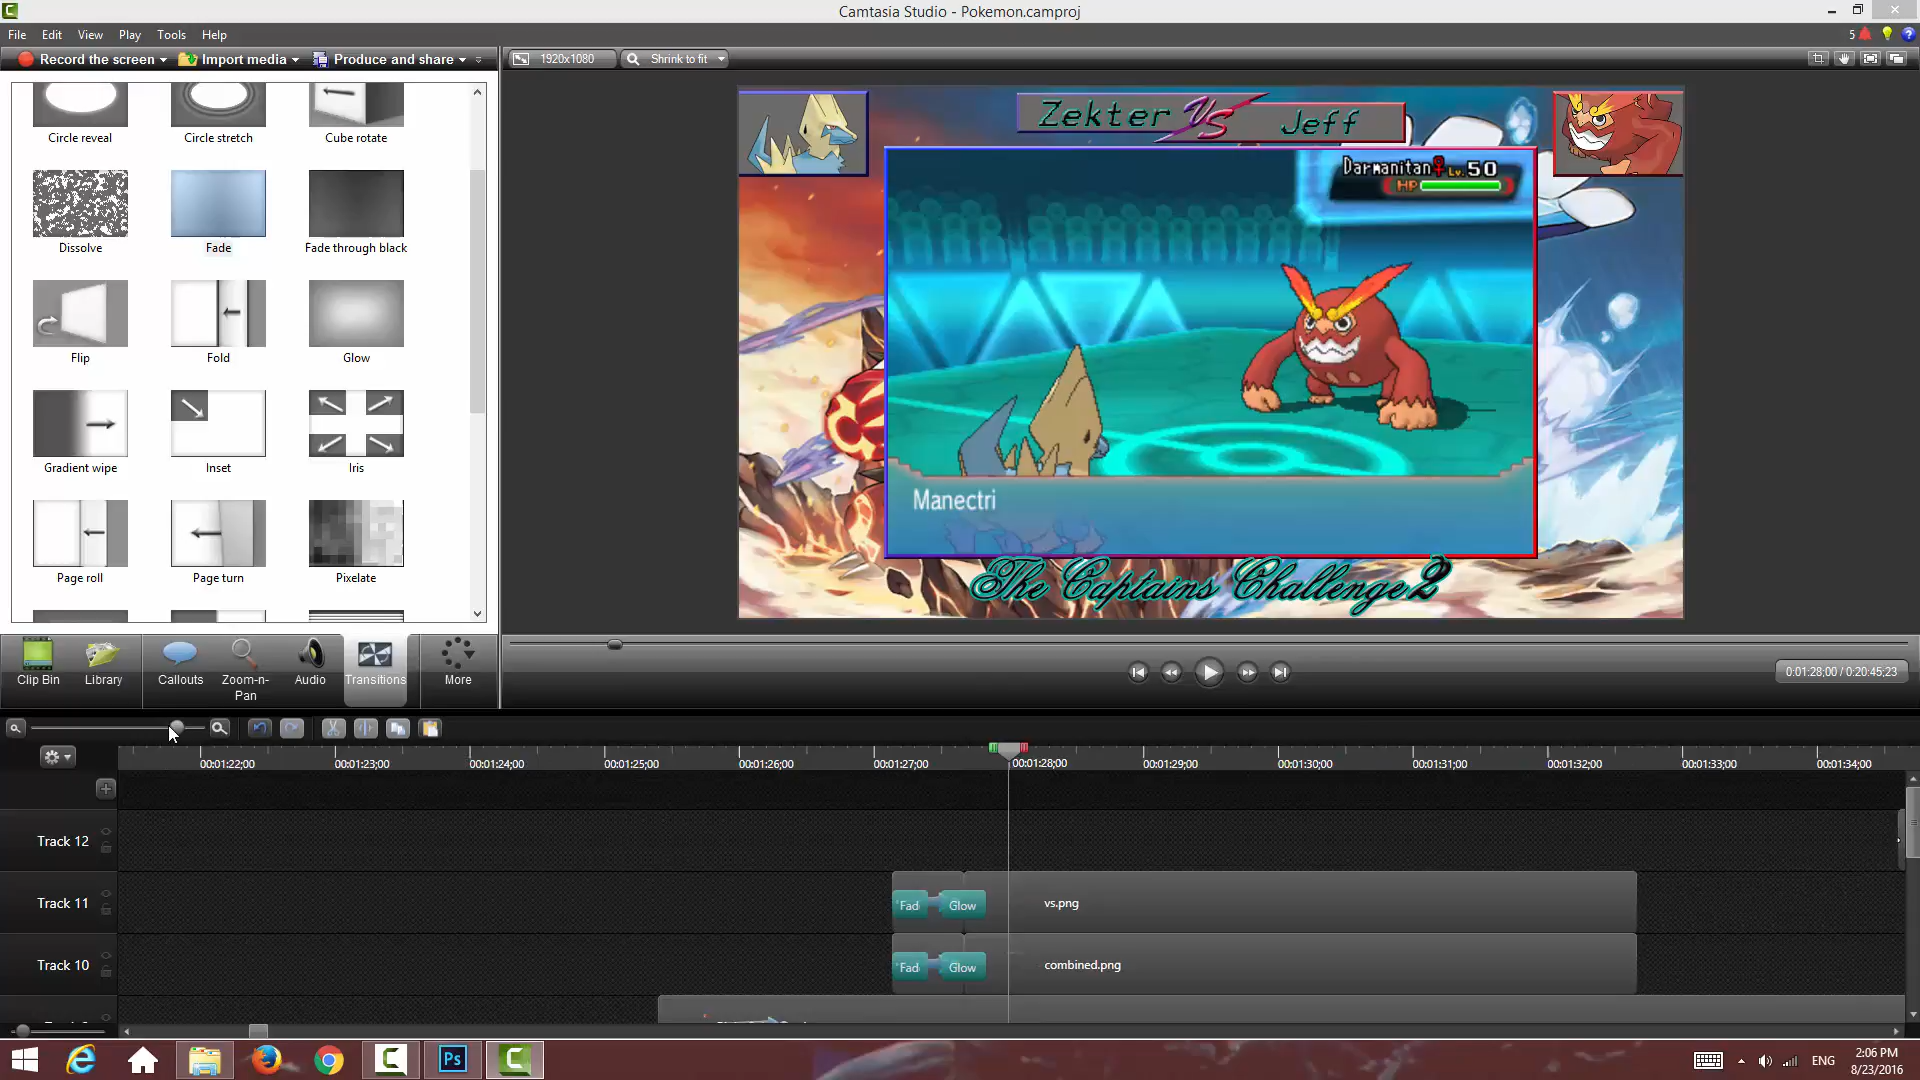 Camtasia Studio - Pokemon.camproj
File Edit View Play Tools Help
5
Record the screen Import media Produce and share
1920x1080 Shrink to fit
Circle reveal Circle stretch Cube rotate
Dissolve Fade Fade through black
Flip Fold Glow
Gradient wipe Inset Iris
Page roll Page turn Pixelate
Zekter VS Jeff
Darmanitan♀ Lv.50
HP
Manectri
The Captains Challenge 2
Clip Bin Library Callouts Zoom-n-Pan Audio Transitions More
0:01:28;00 / 0:20:45;23
00:01:22;00 00:01:23;00 00:01:24;00 00:01:25;00 00:01:26;00 00:01:27;00 00:01:28;00 00:01:29;00 00:01:30;00 00:01:31;00 00:01:32;00 00:01:33;00 00:01:34;00
Track 12
Track 11 Fad Glow vs.png
Track 10 Fad Glow combined.png
Ps
ENG
2:06 PM
8/23/2016